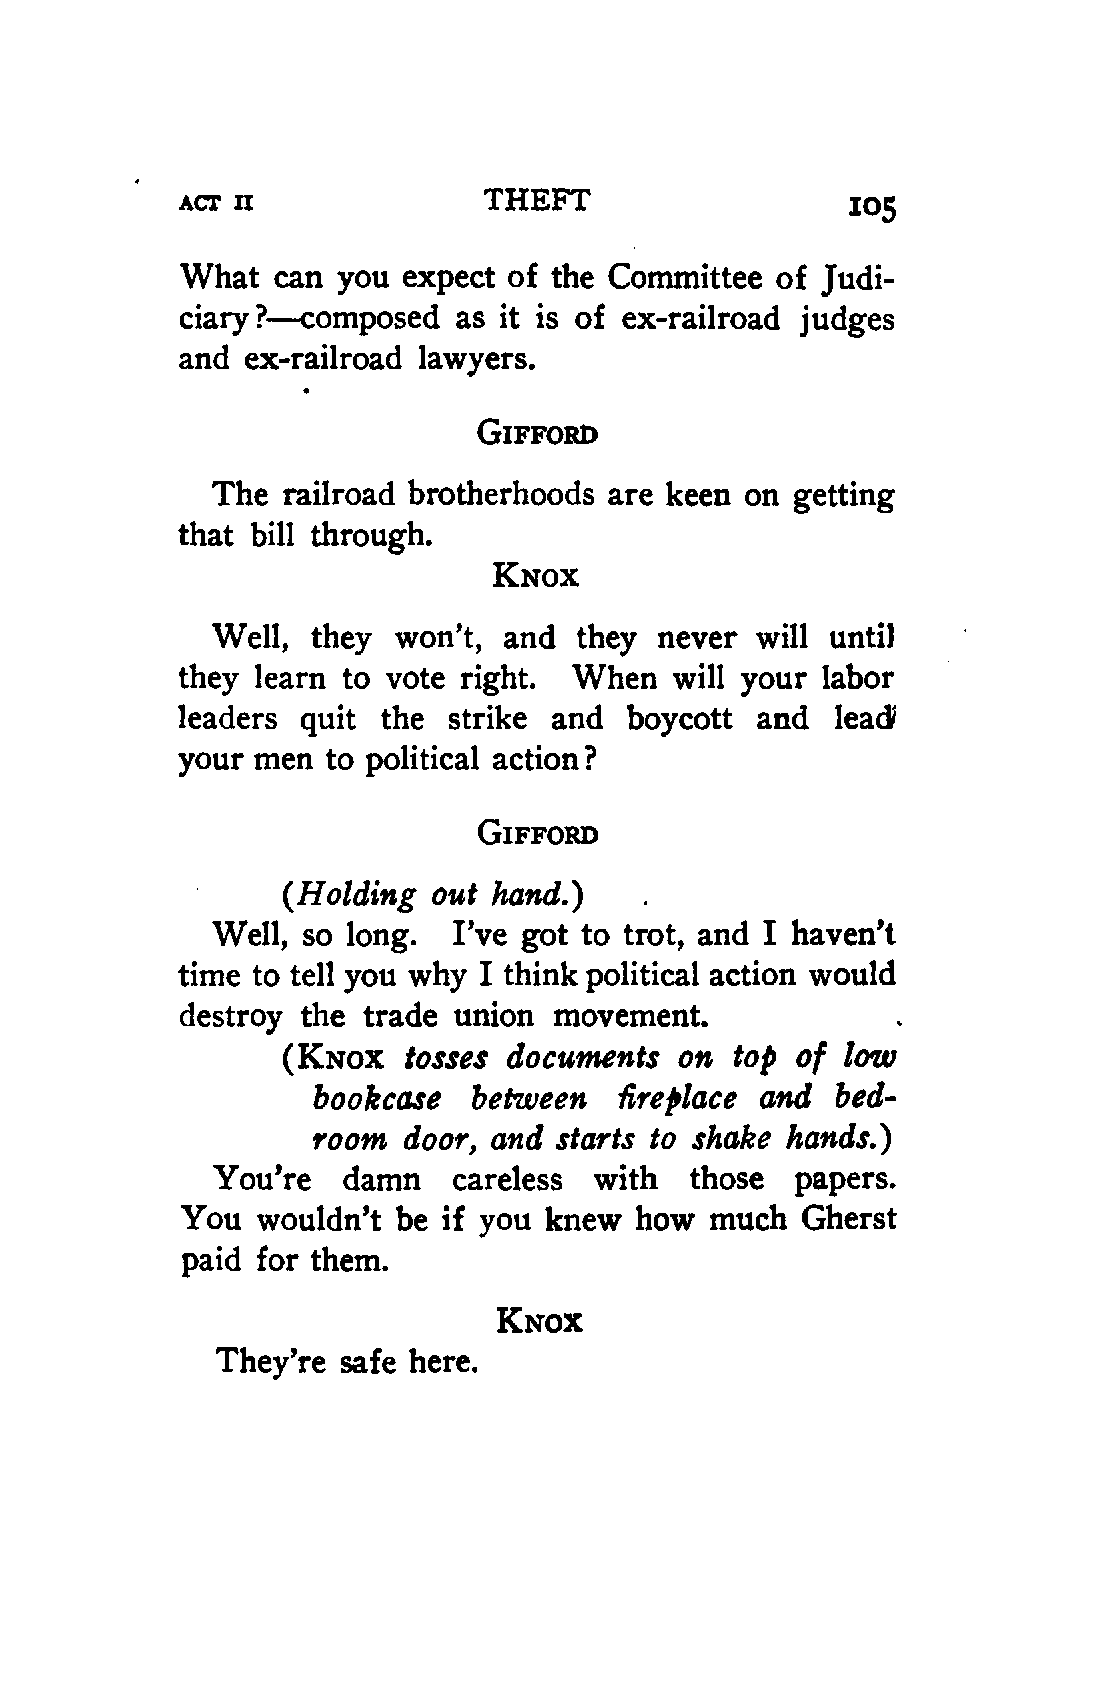 ACT II THEFT 105
What can you expect of the Committee of Judi-
ciary?—composed as it is of ex-railroad judges
and ex-railroad lawyers.
GIFFORD
The railroad brotherhoods are keen on getting
that bill through.
KNOX
Well, they won't, and they never will until
they learn to vote right. When will your labor
leaders quit the strike and boycott and lead
your men to political action?
GIFFORD
(Holding out hand.)
Well, so long. I've got to trot, and I haven't
time to tell you why I think political action would
destroy the trade union movement.
(KNOX tosses documents on top of low
bookcase between fireplace and bed-
room door, and starts to shake hands.)
You're damn careless with those papers.
You wouldn't be if you knew how much Gherst
paid for them.
KNOX
They're safe here.